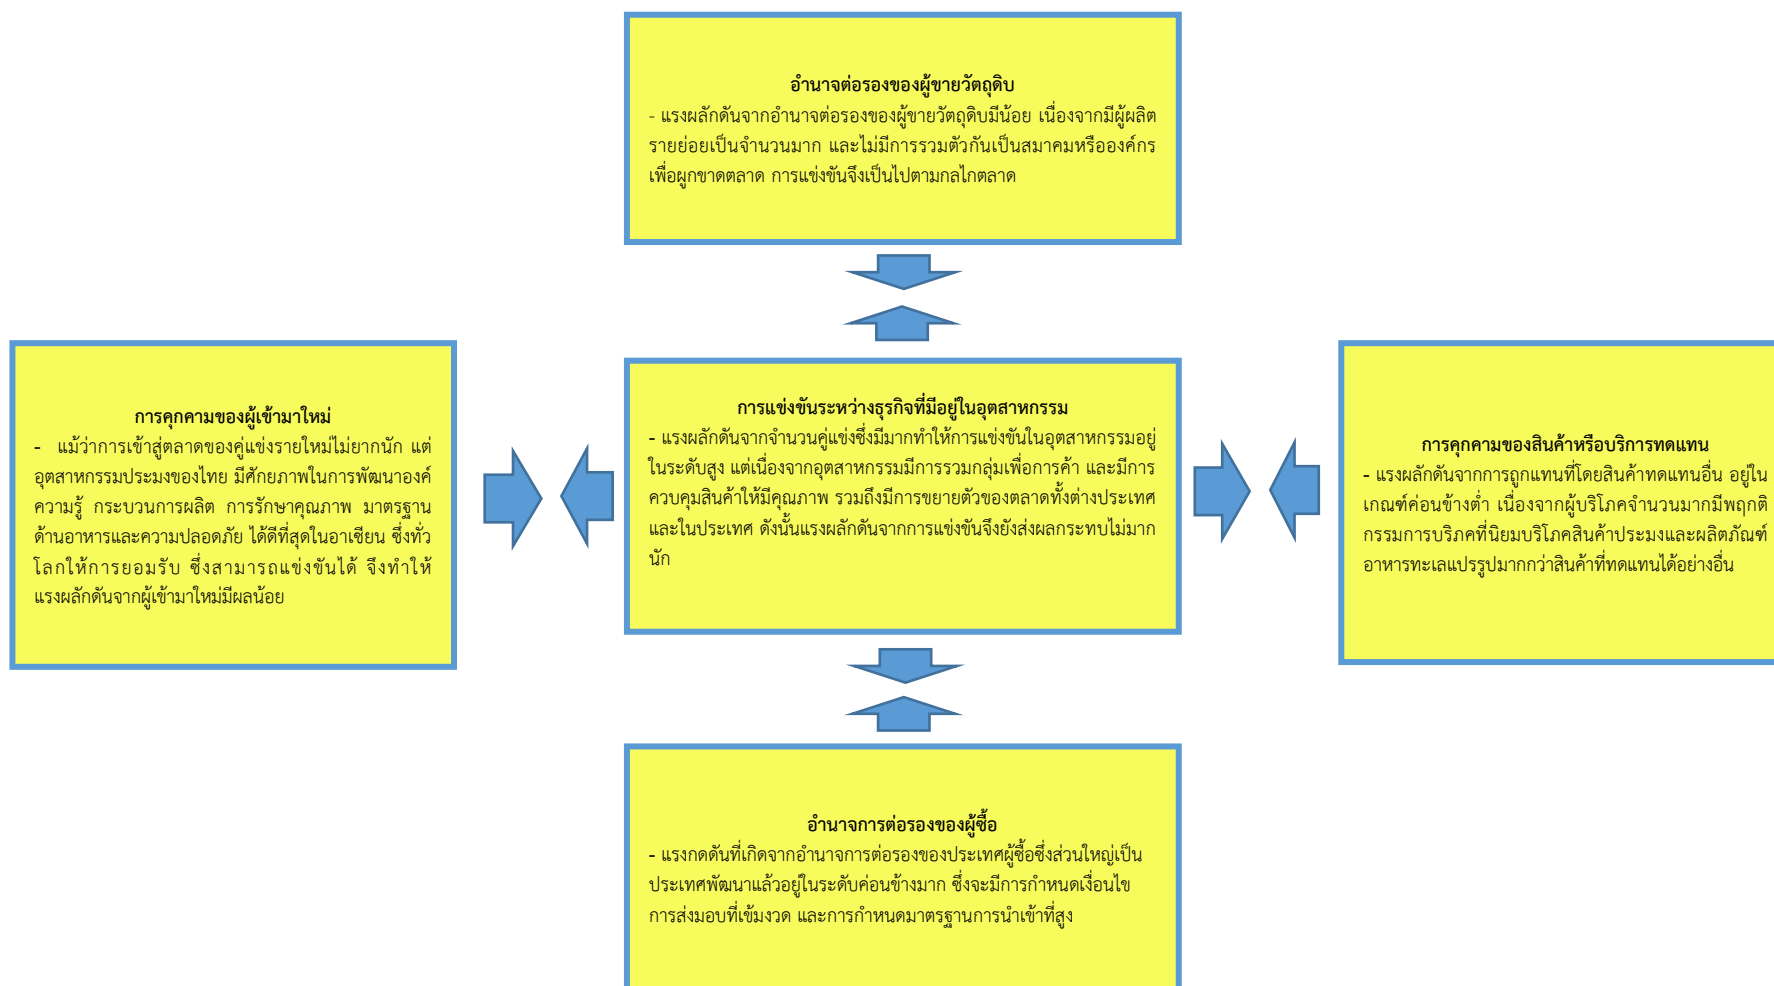 อำนาจต่อรองของผู้ขายวัตถุดิบ
- แรงผลักดันจากอำนาจต่อรองของผู้ขายวัตถุดิบมีน้อย เนื่องจากมีผู้ผลิต
รายย่อยเป็นจำนวนมาก และไม่มีการรวมตัวกันเป็นสมาคมหรือองค์กร
เพื่อผูกขาดตลาด การแข่งขันจึงเป็นไปตามกลไกตลาด
การคุกคามของผู้เข้ามาใหม่
- แม้ว่าการเข้าสู่ตลาดของคู่แข่งรายใหม่ไม่ยากนัก แต่
อุตสาหกรรมประมงของไทย มีศักยภาพในการพัฒนาองค์
ความรู้ กระบวนการผลิต การรักษาคุณภาพ มาตรฐาน
ด้านอาหารและความปลอดภัย ได้ดีที่สุดในอาเซียน ซึ่งทั่ว
โลกให้การยอมรับ ซึ่งสามารถแข่งขันได้ จึงทำให้
แรงผลักดันจากผู้เข้ามาใหม่มีผลน้อย
การแข่งขันระหว่างธุรกิจที่มีอยู่ในอุตสาหกรรม
- แรงผลักดันจากจำนวนคู่แข่งซึ่งมีมากทำให้การแข่งขันในอุตสาหกรรมอยู่
ในระดับสูง แต่เนื่องจากอุตสาหกรรมมีการรวมกลุ่มเพื่อการค้า และมีการ
ควบคุมสินค้าให้มีคุณภาพ รวมถึงมีการขยายตัวของตลาดทั้งต่างประเทศ
และในประเทศ ดังนั้นแรงผลักดันจากการแข่งขันจึงยังส่งผลกระทบไม่มาก
นัก
การคุกคามของสินค้าหรือบริการทดแทน
- แรงผลักดันจากการถูกแทนที่โดยสินค้าทดแทนอื่น อยู่ใน
เกณฑ์ค่อนข้างต่ำ เนื่องจากผู้บริโภคจำนวนมากมีพฤติ
กรรมการบริภคที่นิยมบริโภคสินค้าประมงและผลิตภัณฑ์
อาหารทะเลแปรรูปมากกว่าสินค้าที่ทดแทนได้อย่างอื่น
อำนาจการต่อรองของผู้ซื้อ
- แรงกดดันที่เกิดจากอำนาจการต่อรองของประเทศผู้ซื้อซึ่งส่วนใหญ่เป็น
ประเทศพัฒนาแล้วอยู่ในระดับค่อนข้างมาก ซึ่งจะมีการกำหนดเงื่อนไข
การส่งมอบที่เข้มงวด และการกำหนดมาตรฐานการนำเข้าที่สูง